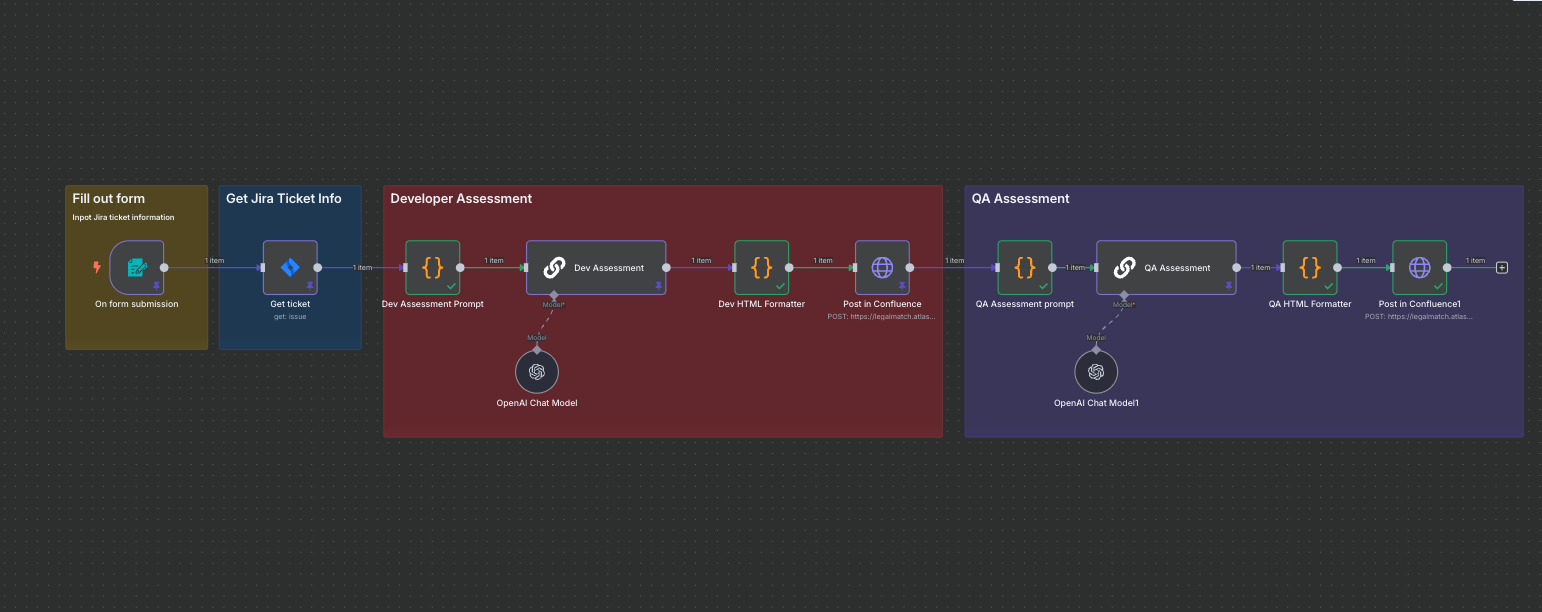 Fill out form
Inpot Jira ticket information
1 item
On form submission
Get Jira Ticket Info
Get ticket
get: issue
1 item
Developer Assessment
Dev Assessment Prompt
1 item
Dev Assessment
Model*
Model
OpenAI Chat Model
1 item
Dev HTML Formatter
1 item
Post in Confluence
POST: https://legalmatch.atlas...
1 item
QA Assessment
QA Assessment prompt
1 item
QA Assessment
Model*
Model
OpenAI Chat Model1
1 item
QA HTML Formatter
1 item
Post in Confluence1
POST: https://legalmatch.atlas...
1 item